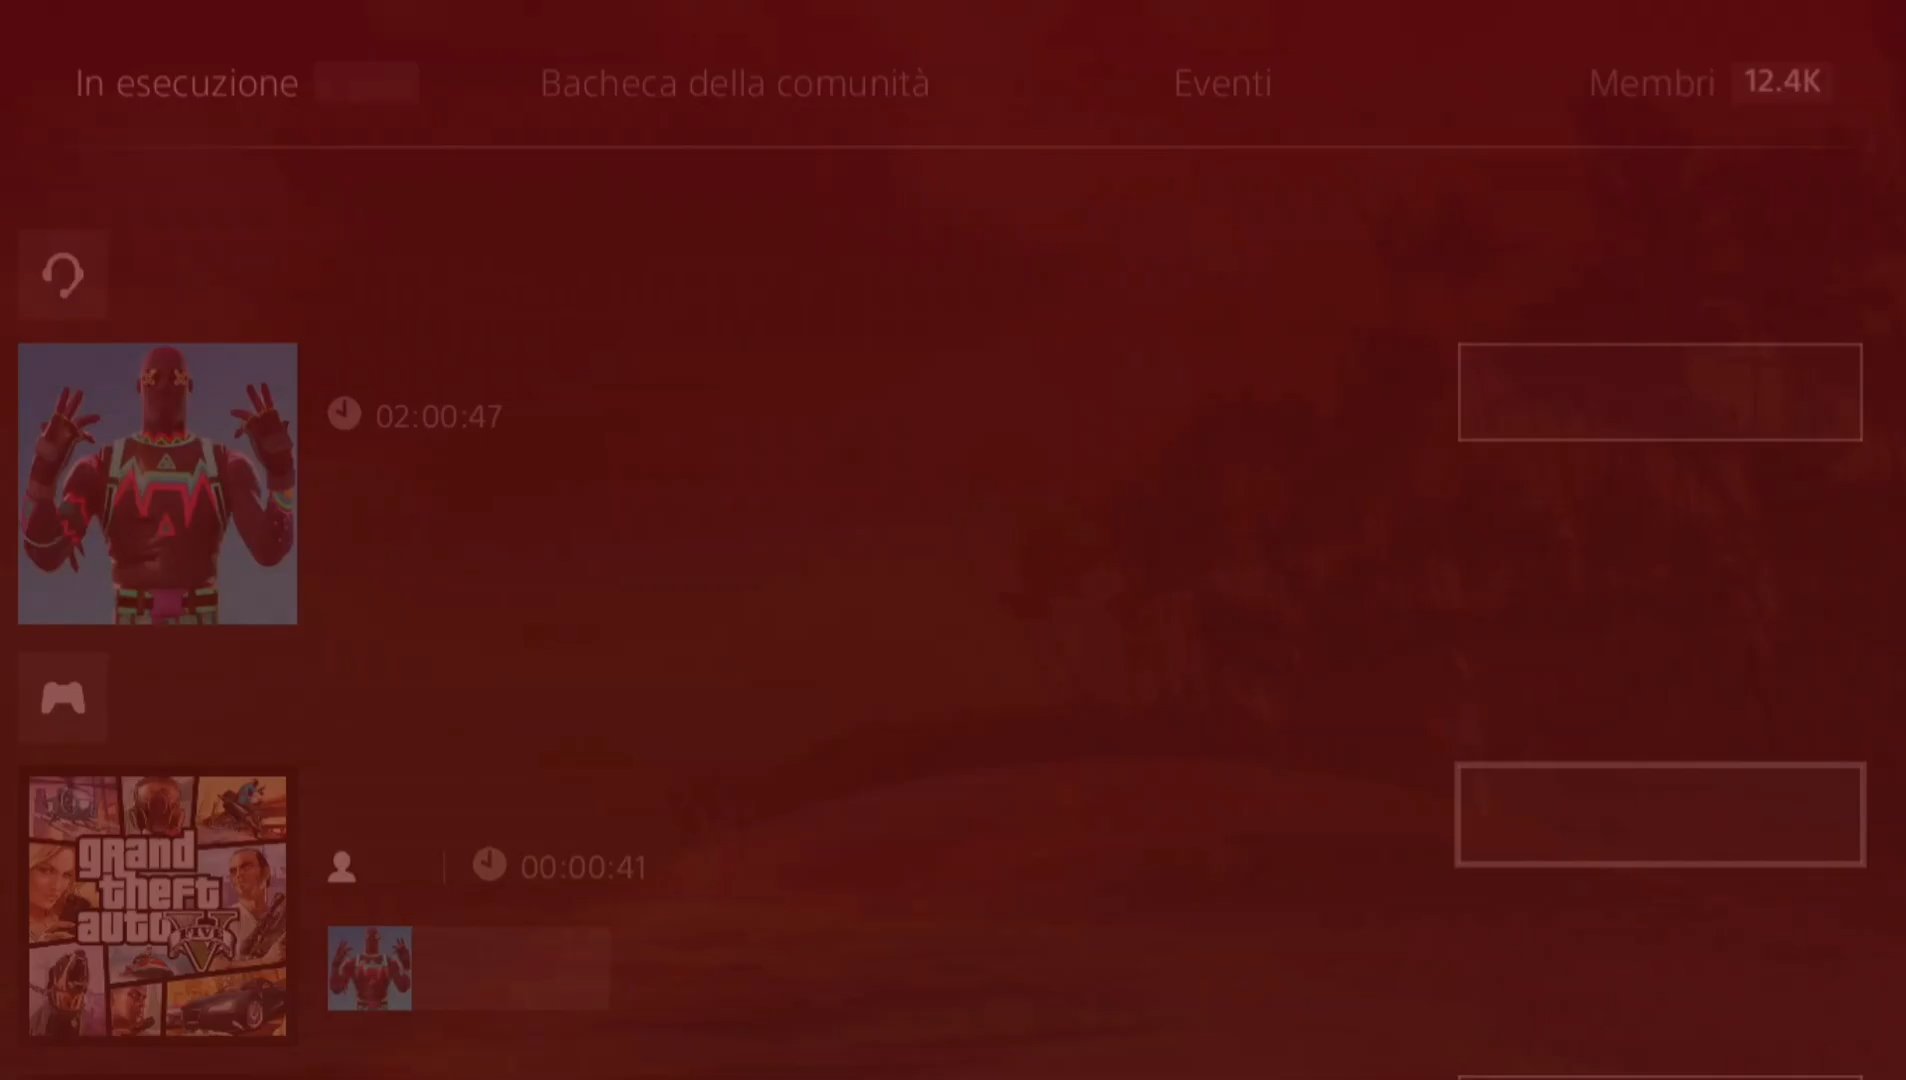 In esecuzione
Bacheca della comunità
Eventi
Membri 12.4K
02:00:47
grand
theft
auto V
FIVE
00:00:41